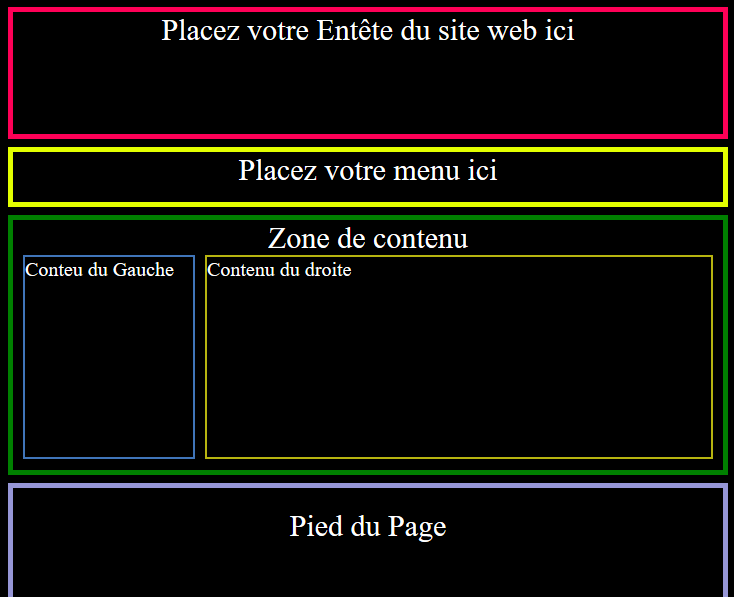 Placez votre Entête du site web ici
Placez votre menu ici
Zone de contenu
Conteu du Gauche
Contenu du droite
Pied du Page